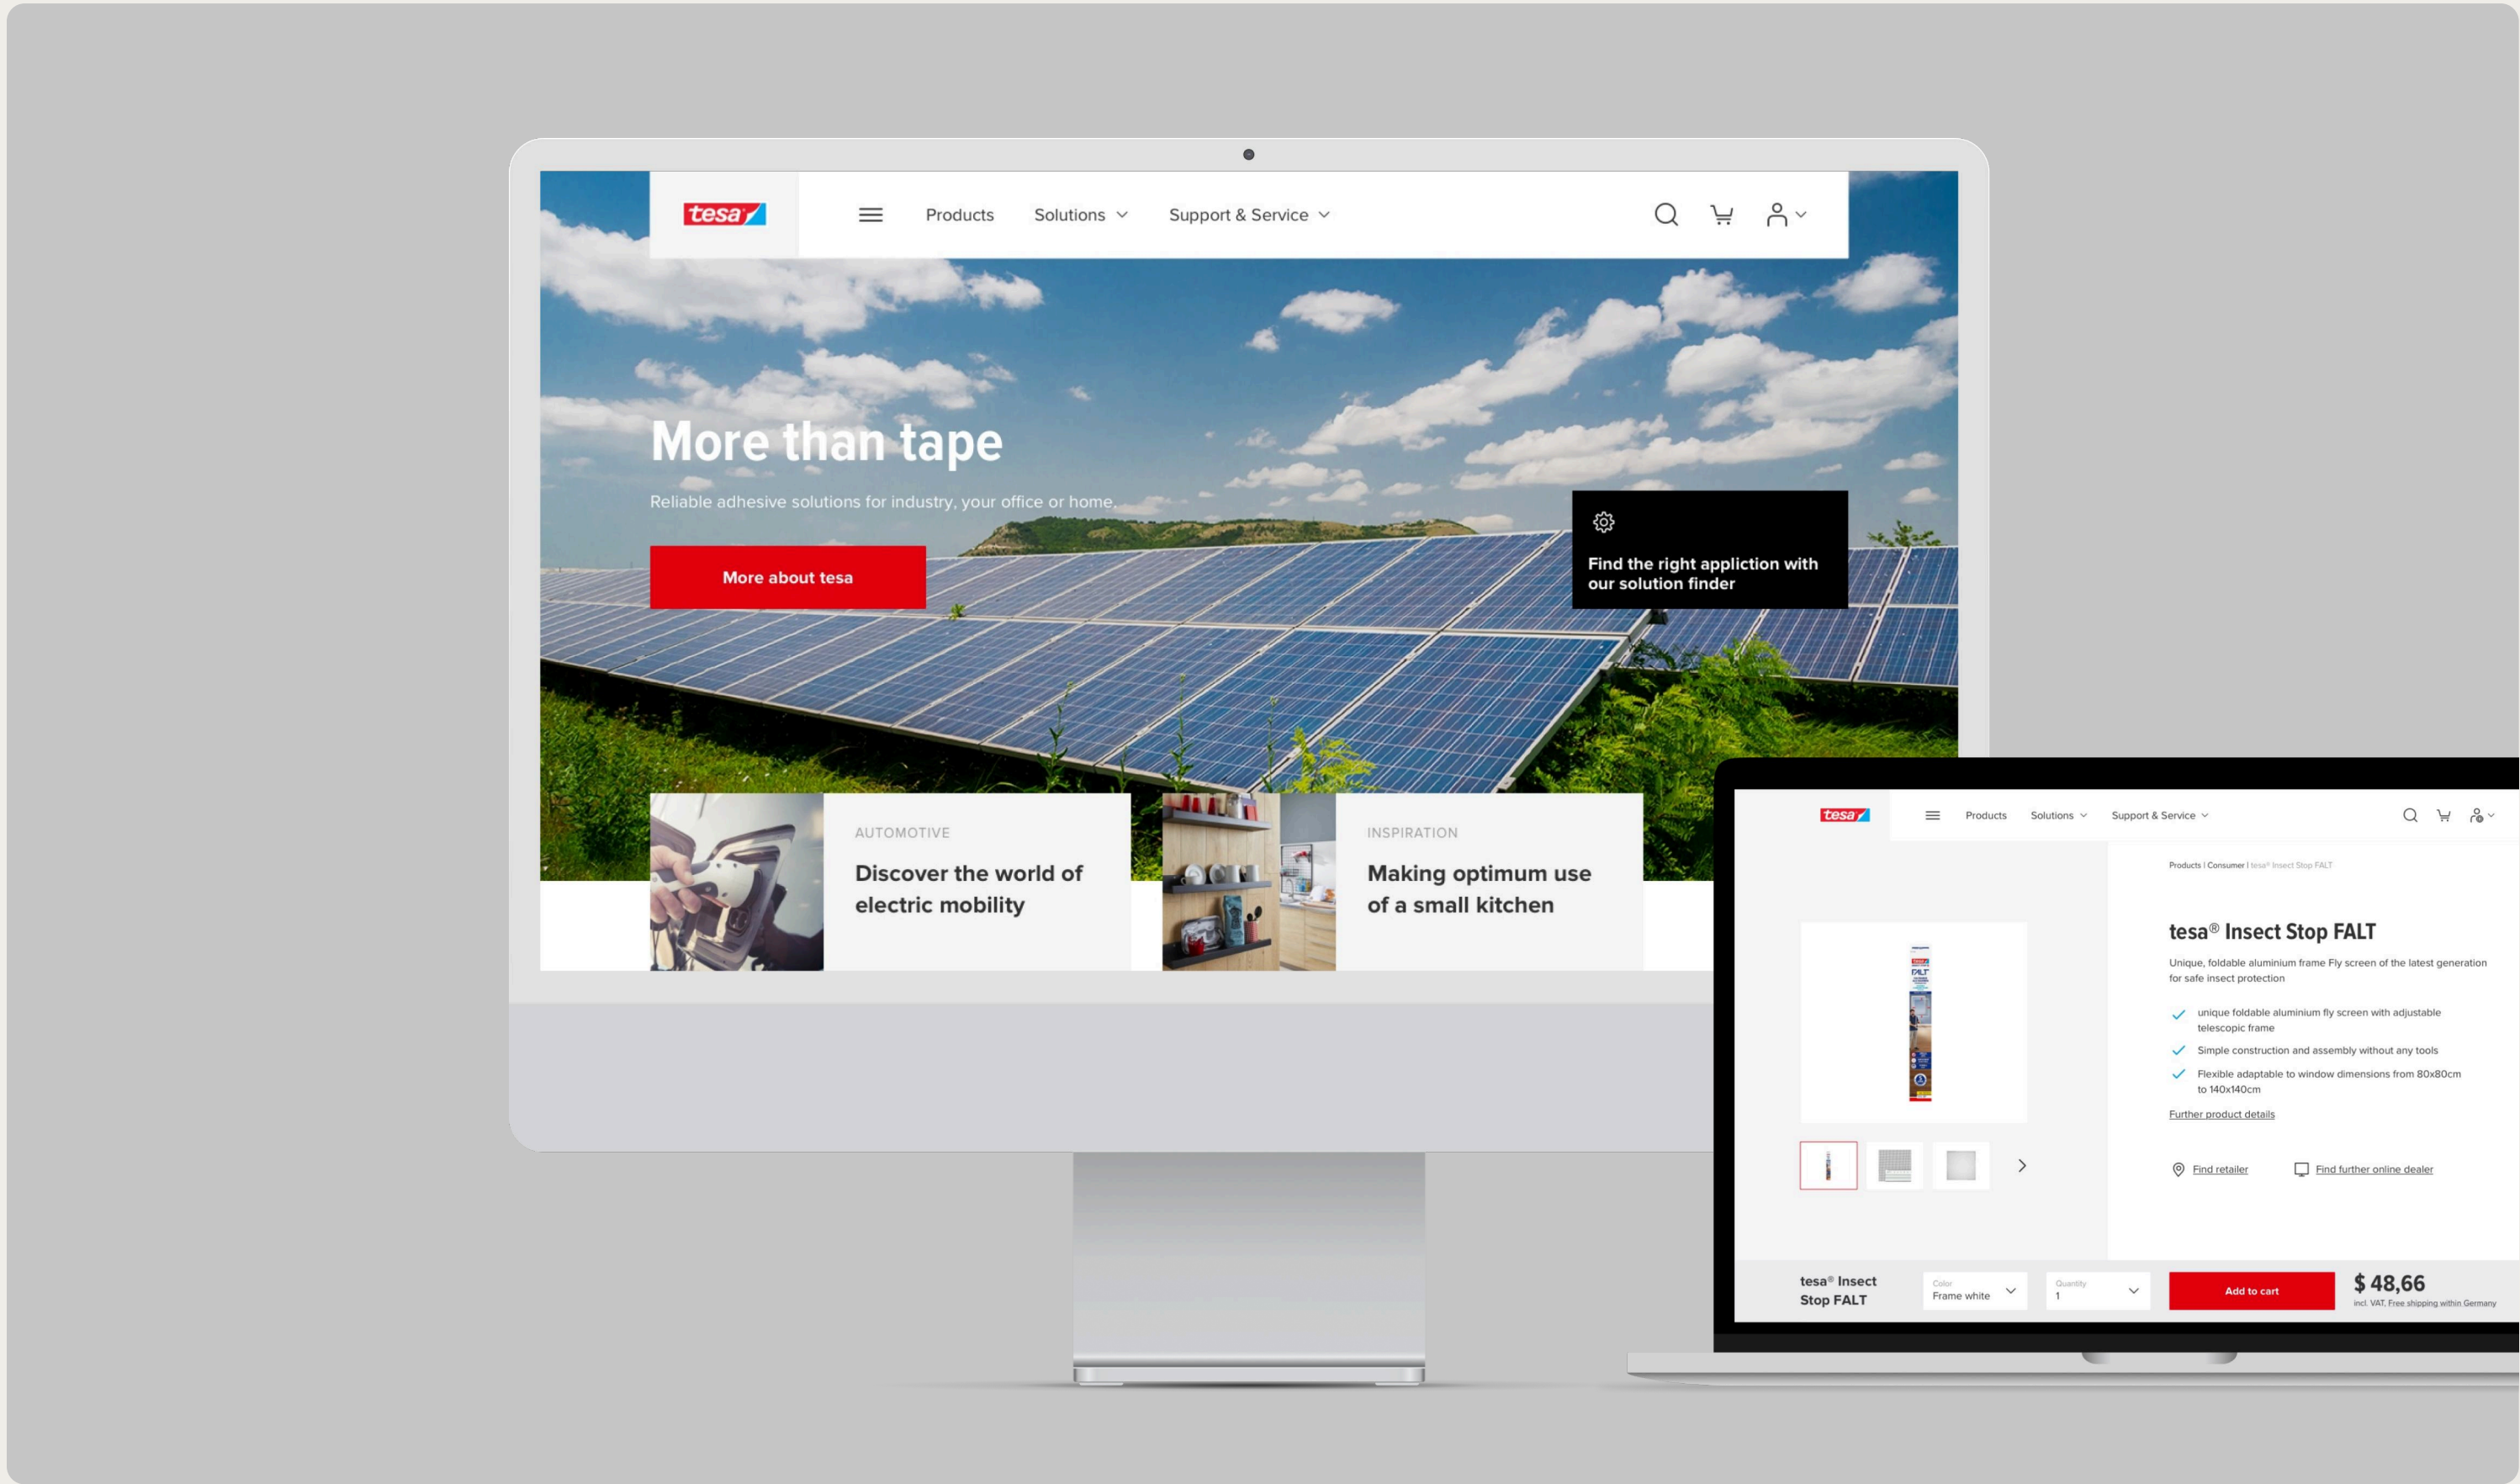 tesa
Products
Solutions
Support & Service
More than tape
Reliable adhesive solutions for industry, your office or home.
More about tesa
Find the right appliction with
our solution finder
AUTOMOTIVE
Discover the world of
electric mobility
INSPIRATION
Making optimum use
of a small kitchen
tesa
Products
Solutions
Support & Service
Products | Consumer | tesa® Insect Stop FALT
tesa® Insect Stop FALT
Unique, foldable aluminium frame Fly screen of the latest generation
for safe insect protection
unique foldable aluminium fly screen with adjustable
telescopic frame
Simple construction and assembly without any tools
Flexible adaptable to window dimensions from 80x80cm
to 140x140cm
Further product details
Find retailer
Find further online dealer
tesa
FALT
tesa® Insect
Stop FALT
Color
Frame white
Quantity
1
Add to cart
$ 48,66
incl. VAT, Free shipping within Germany